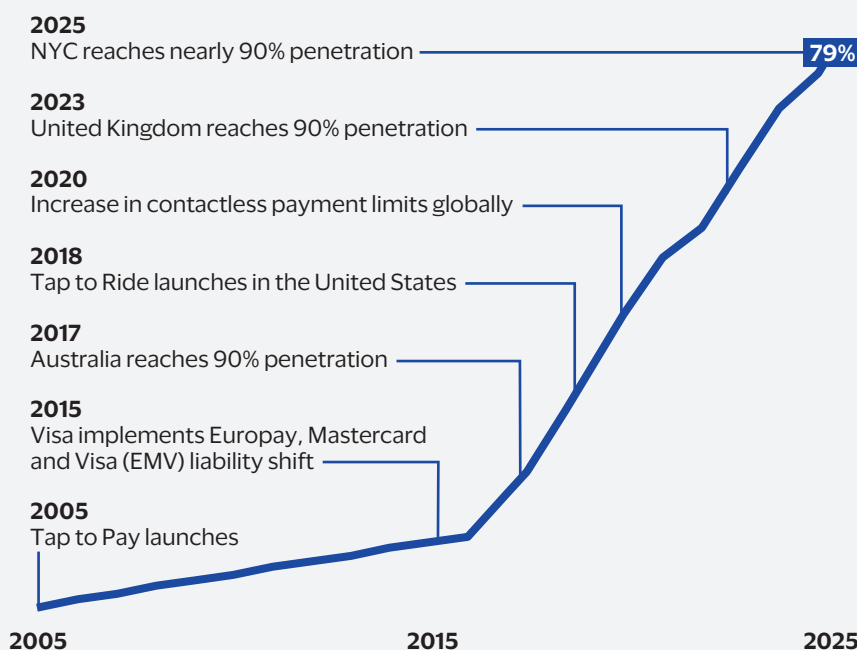 2025
NYC reaches nearly 90% penetration
79%
2023
United Kingdom reaches 90% penetration
2020
Increase in contactless payment limits globally
2018
Tap to Ride launches in the United States
2017
Australia reaches 90% penetration
2015
Visa implements Europay, Mastercard
and Visa (EMV) liability shift
2005
Tap to Pay launches
2005
2015
2025